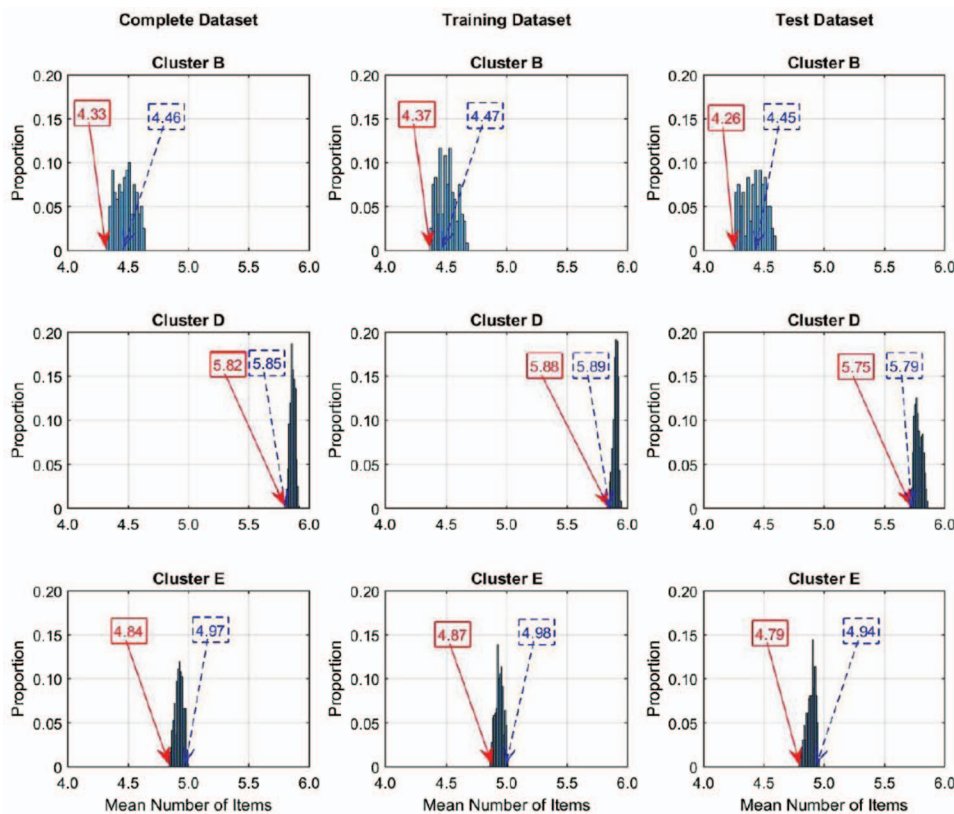 Complete Dataset Training Dataset Test Dataset
Cluster B Cluster B Cluster B
0.20 0.20 0.20
4.33 4.46 4.37 4.47 4.26 4.45
0.15 0.15 0.15
Proportion Proportion Proportion
0.10 0.10 0.10
0.05 0.05 0.05
0 0 0
4.0 4.5 5.0 5.5 6.0 4.0 4.5 5.0 5.5 6.0 4.0 4.5 5.0 5.5 6.0
Cluster D Cluster D Cluster D
0.20 0.20 0.20
5.82 5.85 5.88 5.89 5.75 5.79
0.15 0.15 0.15
Proportion Proportion Proportion
0.10 0.10 0.10
0.05 0.05 0.05
0 0 0
4.0 4.5 5.0 5.5 6.0 4.0 4.5 5.0 5.5 6.0 4.0 4.5 5.0 5.5 6.0
Cluster E Cluster E Cluster E
0.20 0.20 0.20
4.84 4.97 4.87 4.98 4.79 4.94
0.15 0.15 0.15
Proportion Proportion Proportion
0.10 0.10 0.10
0.05 0.05 0.05
0 0 0
4.0 4.5 5.0 5.5 6.0 4.0 4.5 5.0 5.5 6.0 4.0 4.5 5.0 5.5 6.0
Mean Number of Items Mean Number of Items Mean Number of Items